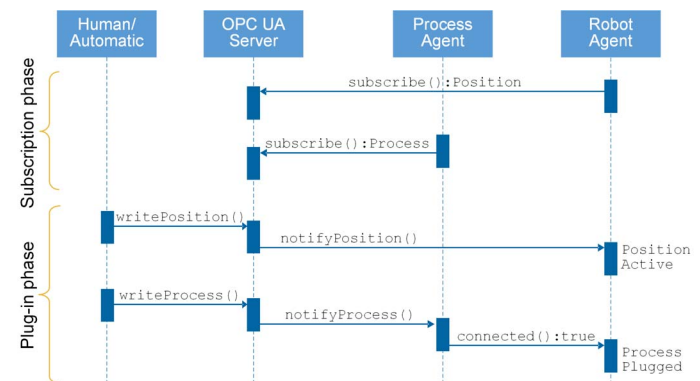 Human/
Automatic
OPC UA
Server
Process
Agent
Robot
Agent
Subscription phase
subscribe():Position
subscribe():Process
Plug-in phase
writePosition()
notifyPosition()
Position
Active
writeProcess()
notifyProcess()
connected():true
Process
Plugged